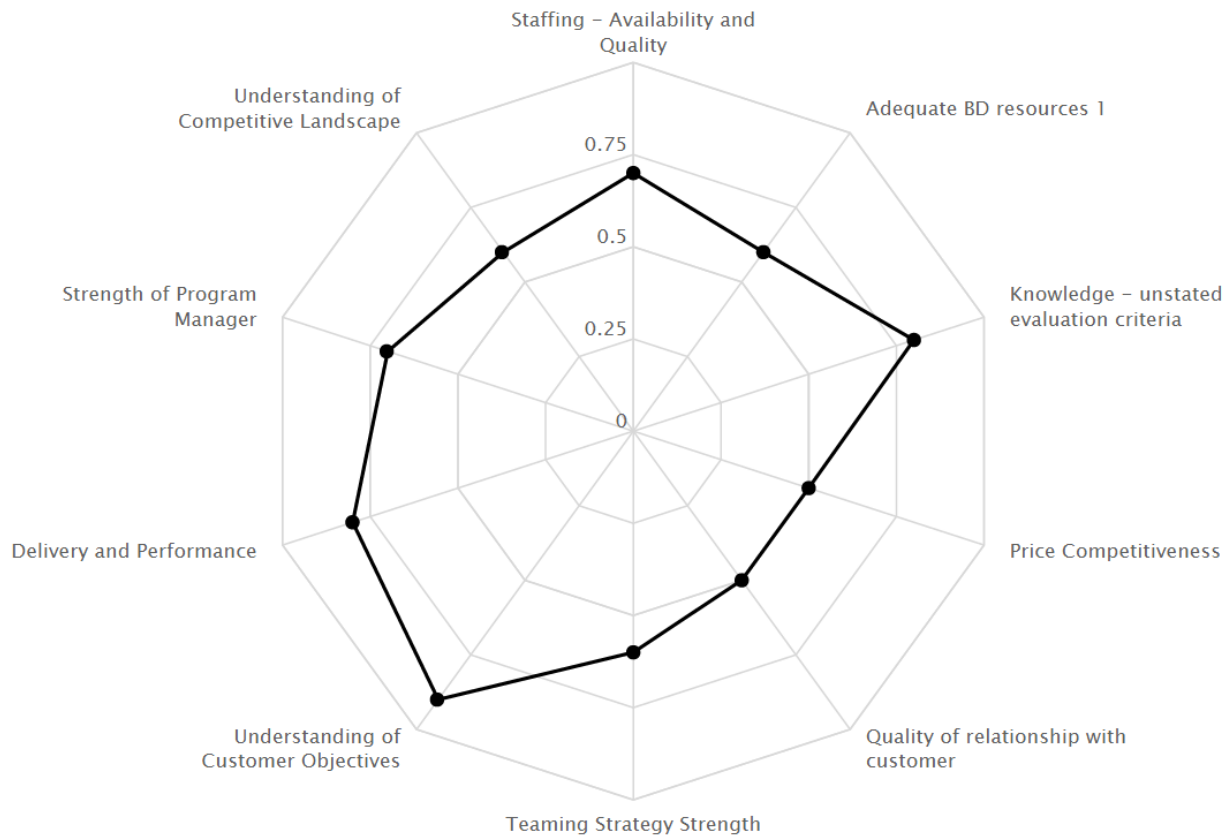 Staffing – Availability and
Quality
Understanding of
Competitive Landscape
Adequate BD resources 1
0.75
0.5
Strength of Program
Manager
Knowledge – unstated
evaluation criteria
0.25
0
Delivery and Performance
Price Competitiveness
Understanding of
Customer Objectives
Quality of relationship with
customer
Teaming Strategy Strength